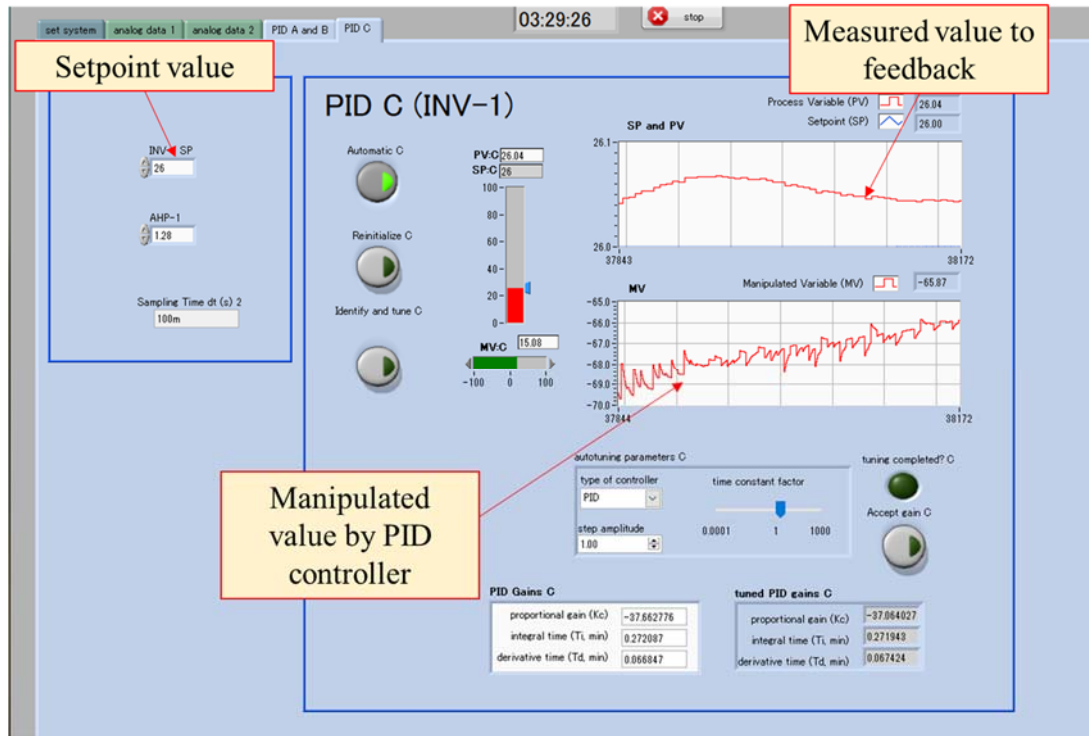 03:29:26
stop
set system
analog data 1
analog data 2
PID A and B
PID C
Setpoint value
Measured value to
feedback
INV-1 SP
26
AHP-1
1.28
Sampling Time dt (s) 2
100m
PID C (INV-1)
Automatic C
Reinitialize C
Identify and tune C
PV:C 26.04
SP:C 26
100
80
60
40
20
0
MV:C 15.08
-100 0 100
Process Variable (PV) 26.04
Setpoint (SP) 26.00
SP and PV
26.1
26.0
37843 38172
Manipulated Variable (MV) -65.87
MV
-65.0
-66.0
-67.0
-68.0
-69.0
-70.0
37844 38172
Manipulated
value by PID
controller
autotuning parameters C
type of controller
PID
step amplitude
1.00
time constant factor
0.0001 1 1000
tuning completed? C
Accept gain C
PID Gains C
proportional gain (Kc) -37.662776
integral time (Ti, min) 0.272087
derivative time (Td, min) 0.066847
tuned PID gains C
proportional gain (Kc) -37.064027
integral time (Ti, min) 0.271943
derivative time (Td, min) 0.067424